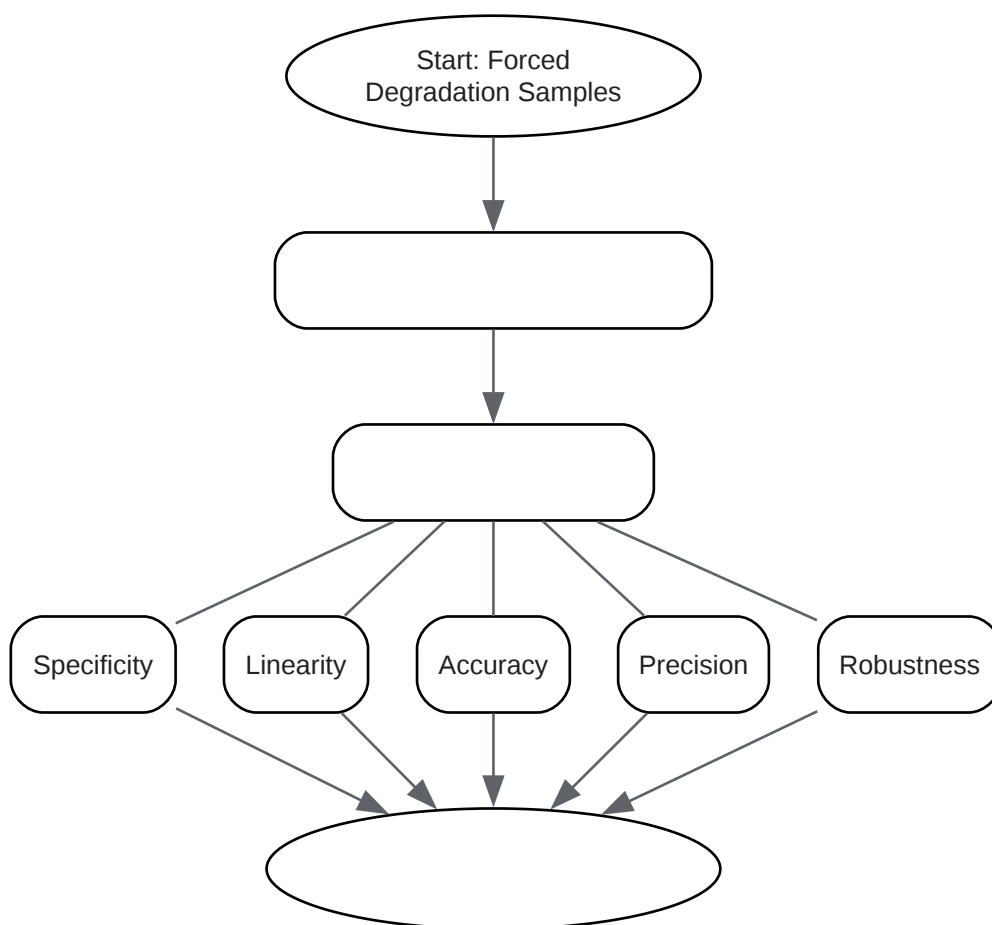 Start: Forced
Degradation Samples
Specificity
Linearity
Accuracy
Precision
Robustness